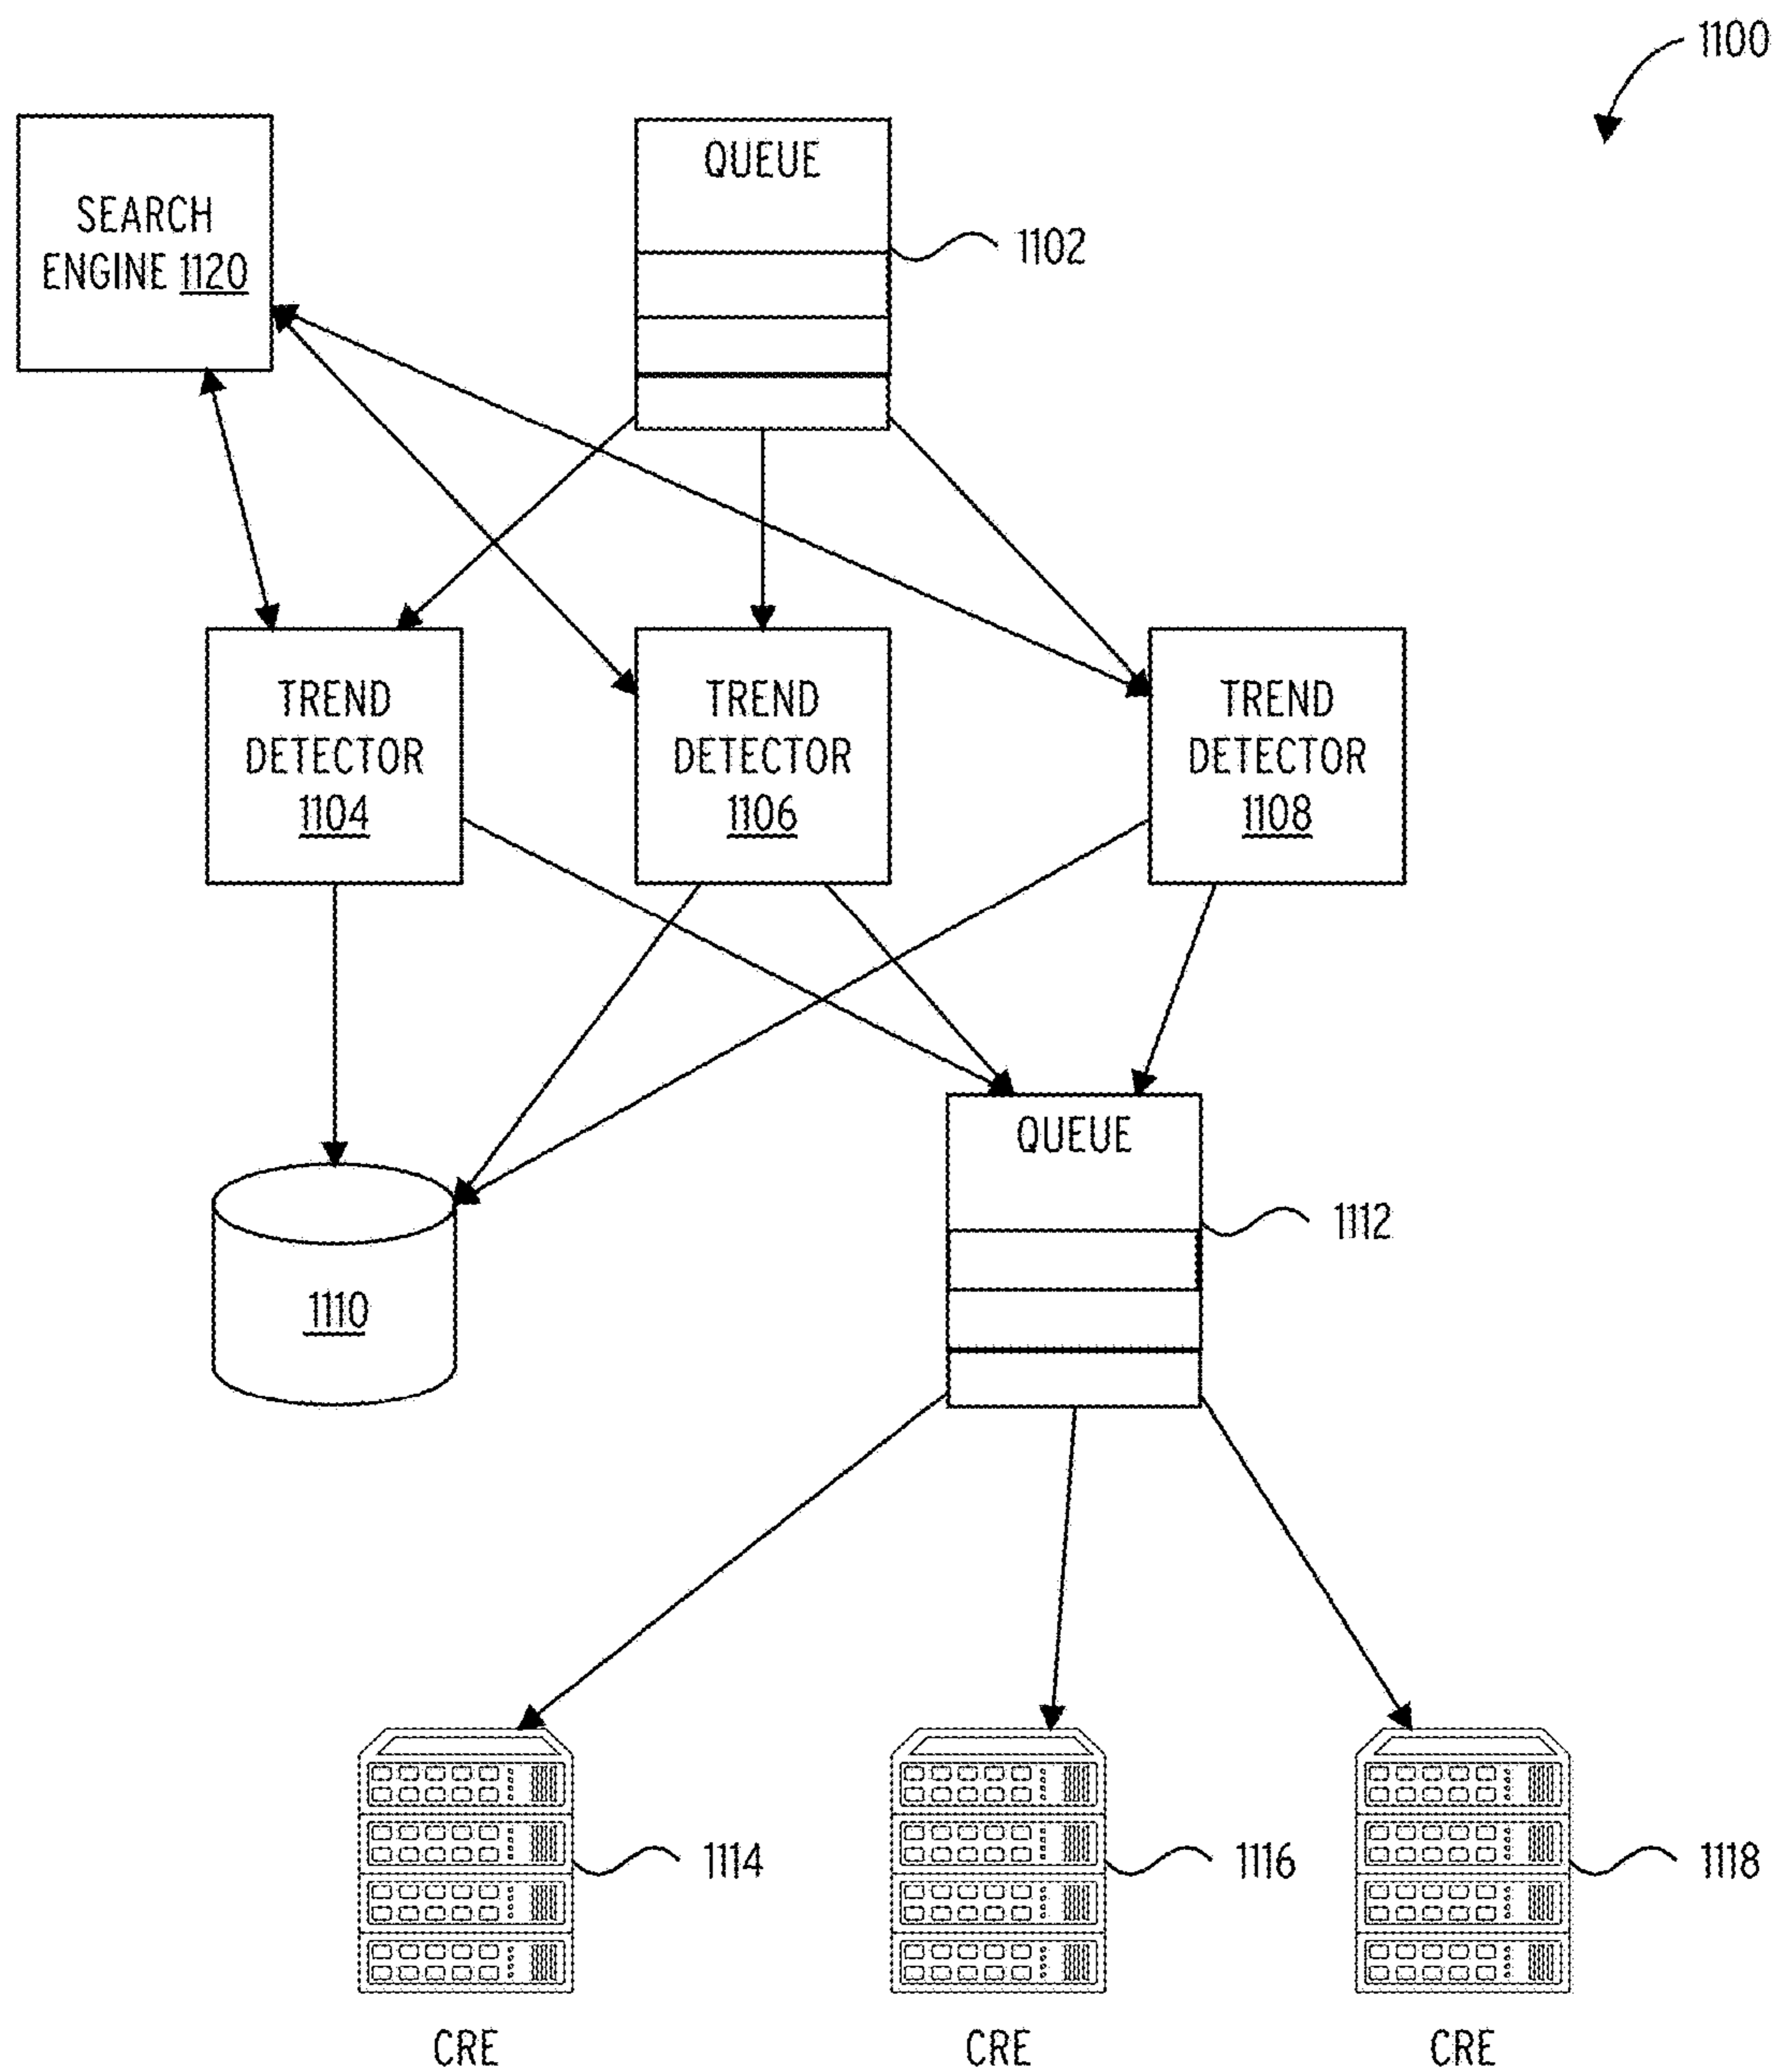 1100
QUEUE
SEARCH
ENGINE 1120
1102
TREND
DETECTOR
1104
TREND
DETECTOR
1106
TREND
DETECTOR
1108
QUEUE
1112
1110
1114
1116
1118
CRE
CRE
CRE